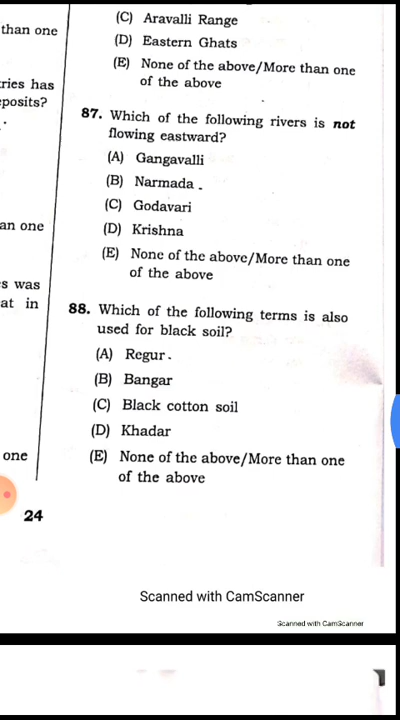 than one
ries has
posits?
an one
s was
at in
one
24
(C) Aravalli Range
(D) Eastern Ghats
(E) None of the above/More than one
of the above
87. Which of the following rivers is not
flowing eastward?
(A) Gangavalli
(B) Narmada
(C) Godavari
(D) Krishna
(E) None of the above/More than one
of the above
88. Which of the following terms is also
used for black soil?
(A) Regur
(B) Bangar
(C) Black cotton soil
(D) Khadar
(E) None of the above/More than one
of the above
Scanned with CamScanner
Scanned with CamScanner